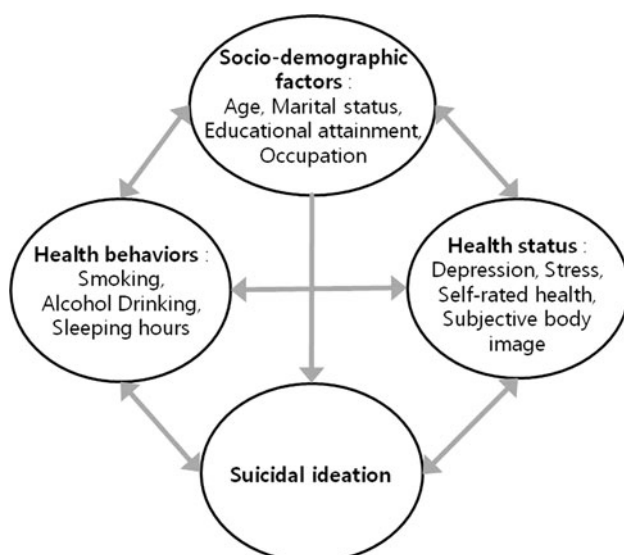 Socio-demographic
factors :
Age, Marital status,
Educational attainment,
Occupation
Health behaviors :
Smoking,
Alcohol Drinking,
Sleeping hours
Health status :
Depression, Stress,
Self-rated health,
Subjective body
image
Suicidal ideation